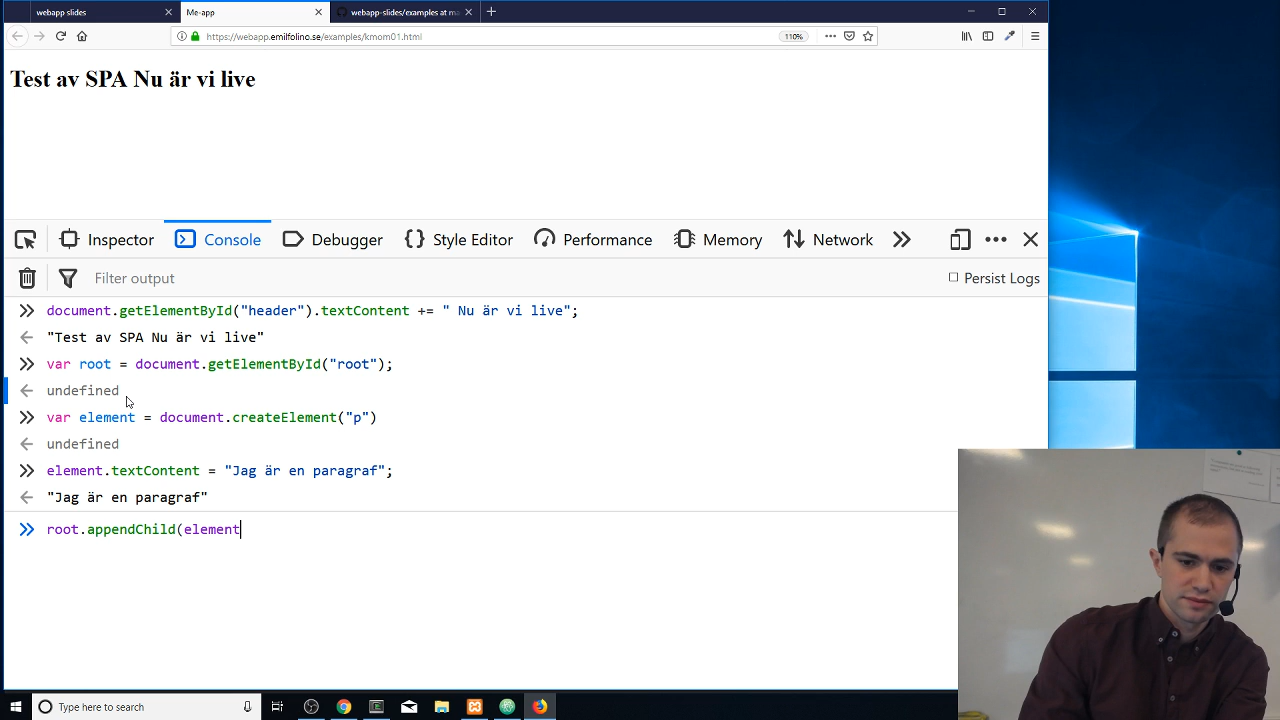 webapp slides
Me-app
webapp-slides/examples at ma
https://webapp.emilfolino.se/examples/kmom01.html
110%
Test av SPA Nu är vi live
Inspector
Console
Debugger
Style Editor
Performance
Memory
Network
Filter output
Persist Logs
document.getElementById("header").textContent += " Nu är vi live";
"Test av SPA Nu är vi live"
var root = document.getElementById("root");
undefined
var element = document.createElement("p")
undefined
element.textContent = "Jag är en paragraf";
"Jag är en paragraf"
root.appendChild(element
Type here to search